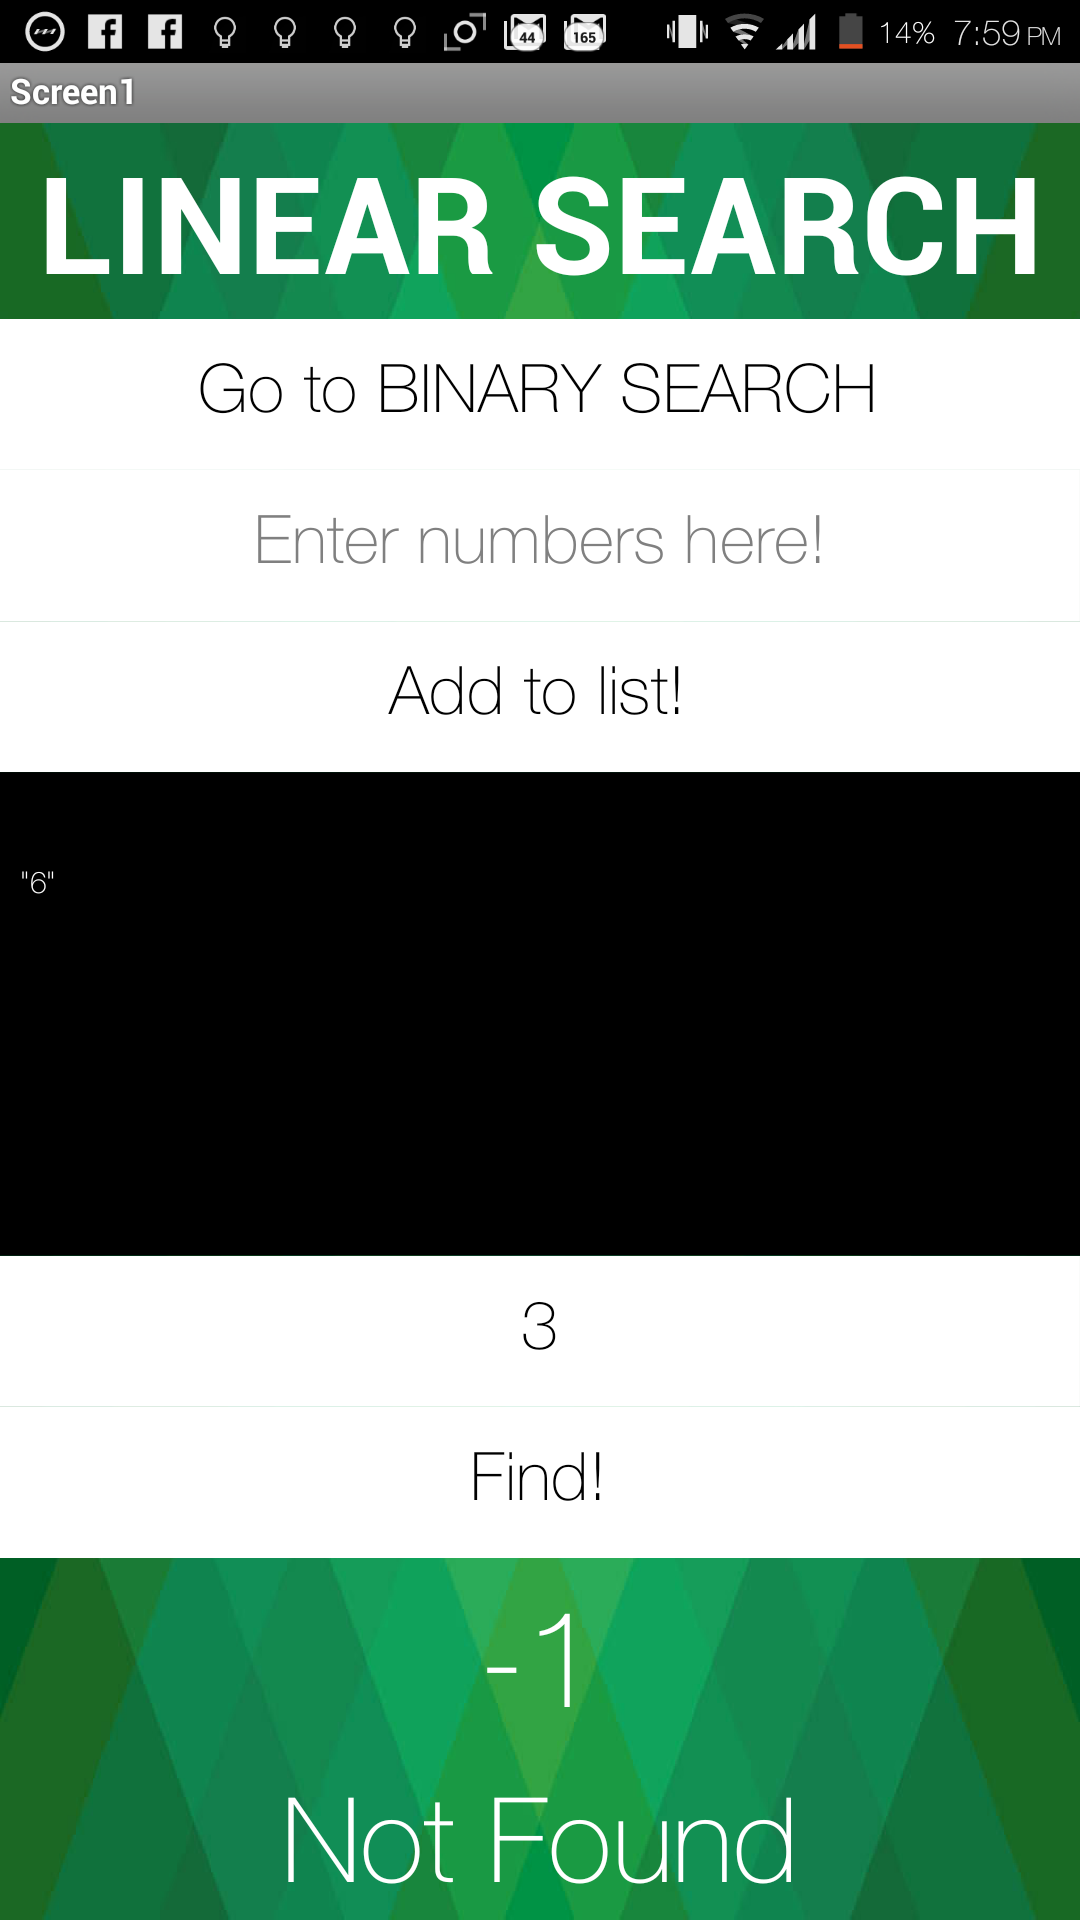 44 165 14% 7:59 PM
Screen1
LINEAR SEARCH
Go to BINARY SEARCH
Enter numbers here!
Add to list!
"6"
3
Find!
-1
Not Found